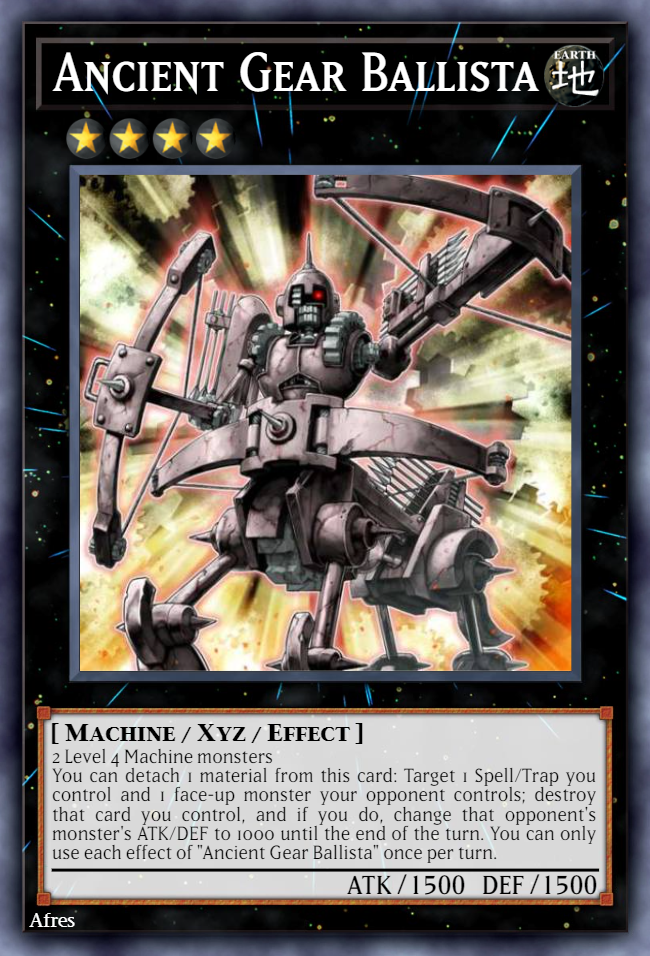 Ancient Gear Ballista
EARTH
地
[ Machine / Xyz / Effect ]
2 Level 4 Machine monsters
You can detach 1 material from this card: Target 1 Spell/Trap you
control and 1 face-up monster your opponent controls; destroy
that card you control, and if you do, change that opponent's
monster's ATK/DEF to 1000 until the end of the turn. You can only
use each effect of "Ancient Gear Ballista" once per turn.
ATK / 1500 DEF / 1500
Afres